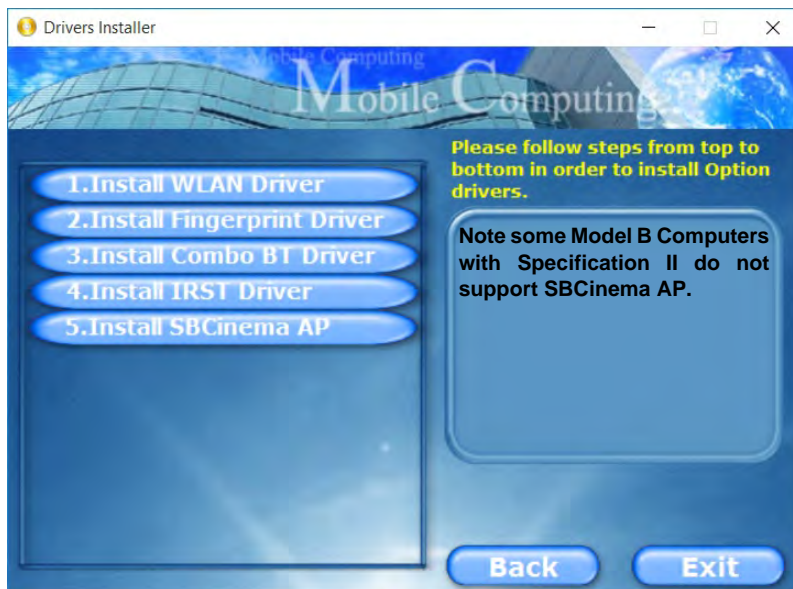 Drivers Installer
Mobile Computing
Mobile Computing
1.Install WLAN Driver
2.Install Fingerprint Driver
3.Install Combo BT Driver
4.Install IRST Driver
5.Install SBCinema AP
Please follow steps from top to
bottom in order to install Option
drivers.
Note some Model B Computers
with Specification II do not
support SBCinema AP.
Back
Exit